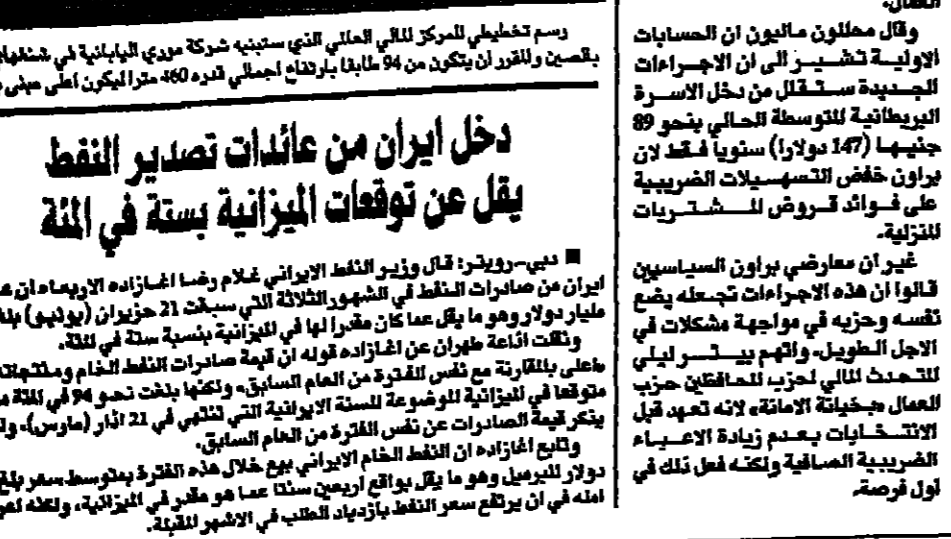 رسم تخطيطي للمركز المالي العالمي الذي ستبنيه شركة موري اليابانية في شنغهاي
بالصين والمقرر ان يتكون من 94 طابقا بارتفاع اجمالي قدره 460 مترا ليكون اعلى مبنى
دخل ايران من عائدات تصدير النفط
يقل عن توقعات الميزانية بستة في المئة
■ دبي-رويتر: قال وزير النفط الايراني غلام رضا اغازاده الاربعاء ان
ايران من صادرات النفط في الشهور الثلاثة التي سبقت 21 حزيران (يونيو)
مليار دولار وهو ما يقل عما كان مقدرا لها في الميزانية بنسبة ستة في المئة.
ونقلت اذاعة طهران عن اغازاده قوله ان قيمة صادرات النفط الخام ومنتجاته
«اعلى بالمقارنة مع نفس الفترة من العام السابق، ولكنها بلغت نحو 94 في المئة
متوقعا في الميزانية الموضوعة للسنة الايرانية التي تنتهي في 21 اذار (مارس)،
يذكر قيمة الصادرات عن نفس الفترة من العام السابق.
وتابع اغازاده ان النفط الخام الايراني بيع خلال هذه الفترة بمتوسط سعر بلغ
دولار للبرميل وهو ما يقل بواقع اربعين سنتا عما هو مقدر في الميزانية، ولكنه
امله في ان يرتفع سعر النفط بازدياد الطلب في الاشهر المقبلة.
العمال.
وقال محللون ماليون ان الحسابات
الاولية تشير الى ان الاجراءات
الجديدة ستقلل من دخل الاسرة
البريطانية المتوسطة الحالي بنحو 89
جنيها (147 دولارا) سنويا فقط لان
براون خفض التسهيلات الضريبية
على فوائد قروض المشتريات
المنزلية.
غير ان معارضي براون السياسيين
قالوا ان هذه الاجراءات تجعله يضع
نفسه وحزبه في مواجهة مشكلات في
الاجل الطويل. واتهم بيتر ليلي
المتحدث المالي لحزب المحافظين حزب
العمال «بخيانة الامانة» لانه تعهد قبل
الانتخابات بعدم زيادة الاعباء
الضريبية الصافية ولكنه فعل ذلك في
اول فرصة.